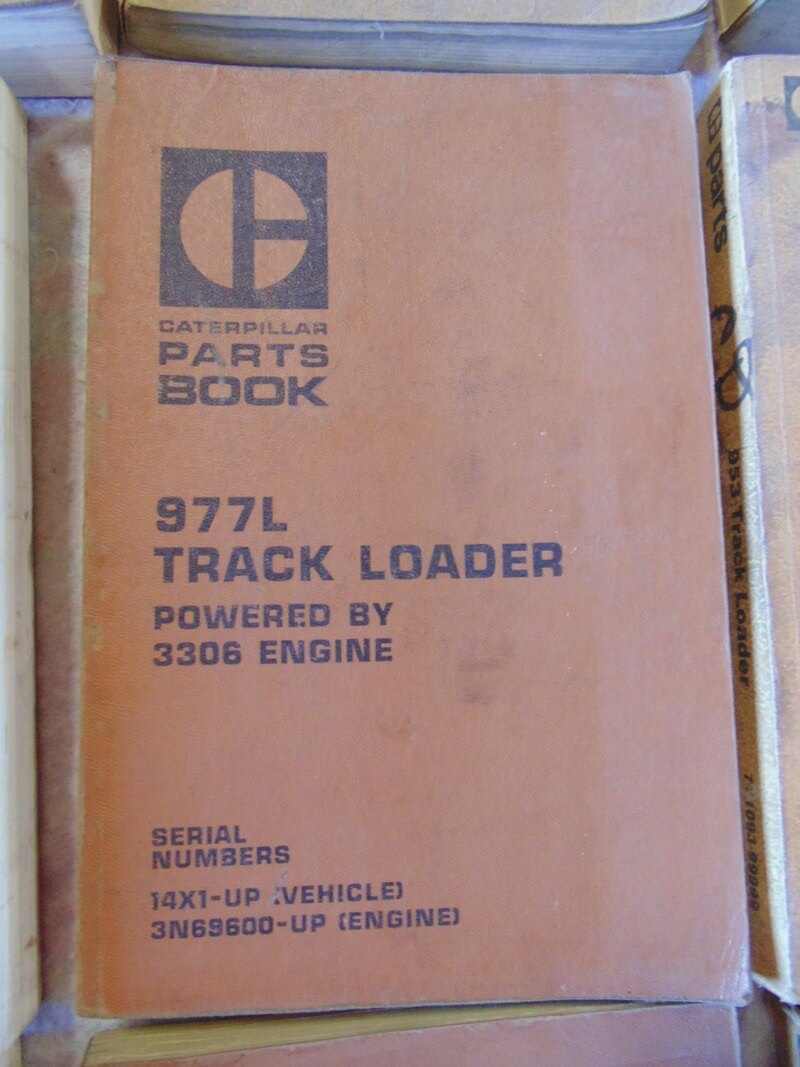 CATERPILLAR
PARTS
BOOK
977L
TRACK LOADER
POWERED BY
3306 ENGINE
SERIAL
NUMBERS
14X1-UP (VEHICLE)
3N69600-UP (ENGINE)
parts
953 Track Loader